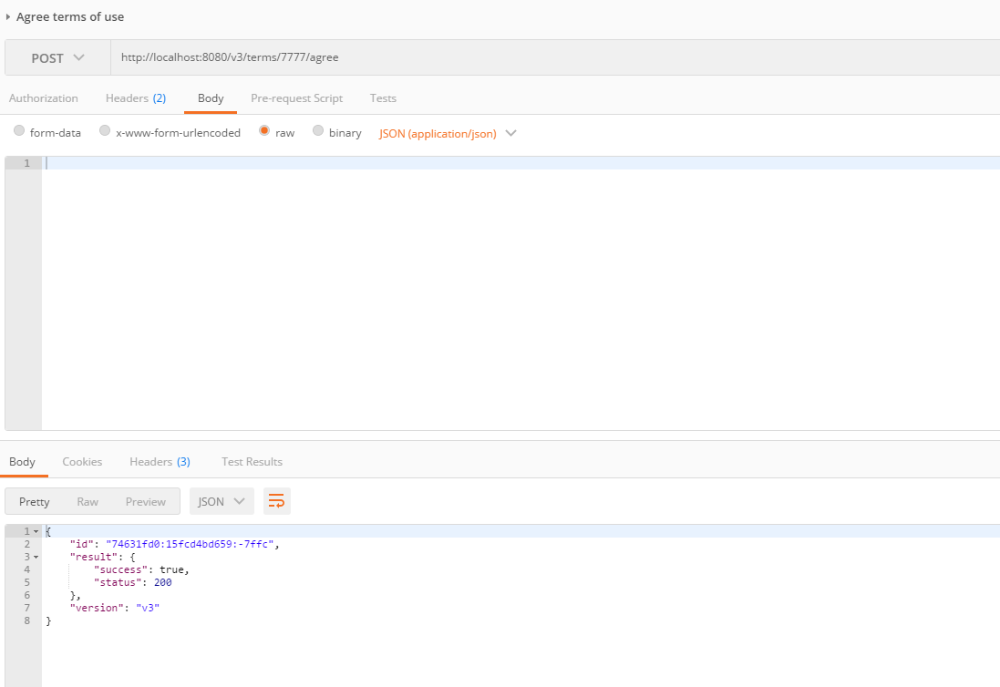 Agree terms of use
POST http://localhost:8080/v3/terms/7777/agree
Authorization Headers (2) Body Pre-request Script Tests
form-data x-www-form-urlencoded raw binary JSON (application/json)
1
Body Cookies Headers (3) Test Results
Pretty Raw Preview JSON
1 {
2 "id": "74631fd0:15fcd4bd659:-7ffc",
3 "result": {
4 "success": true,
5 "status": 200
6 },
7 "version": "v3"
8 }